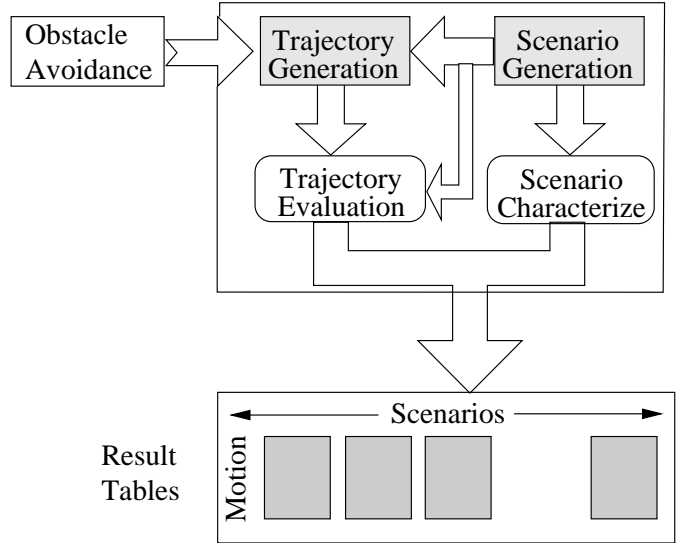 Obstacle
Avoidance
Trajectory
Generation
Scenario
Generation
Trajectory
Evaluation
Scenario
Characterize
Scenarios
Motion
Result
Tables